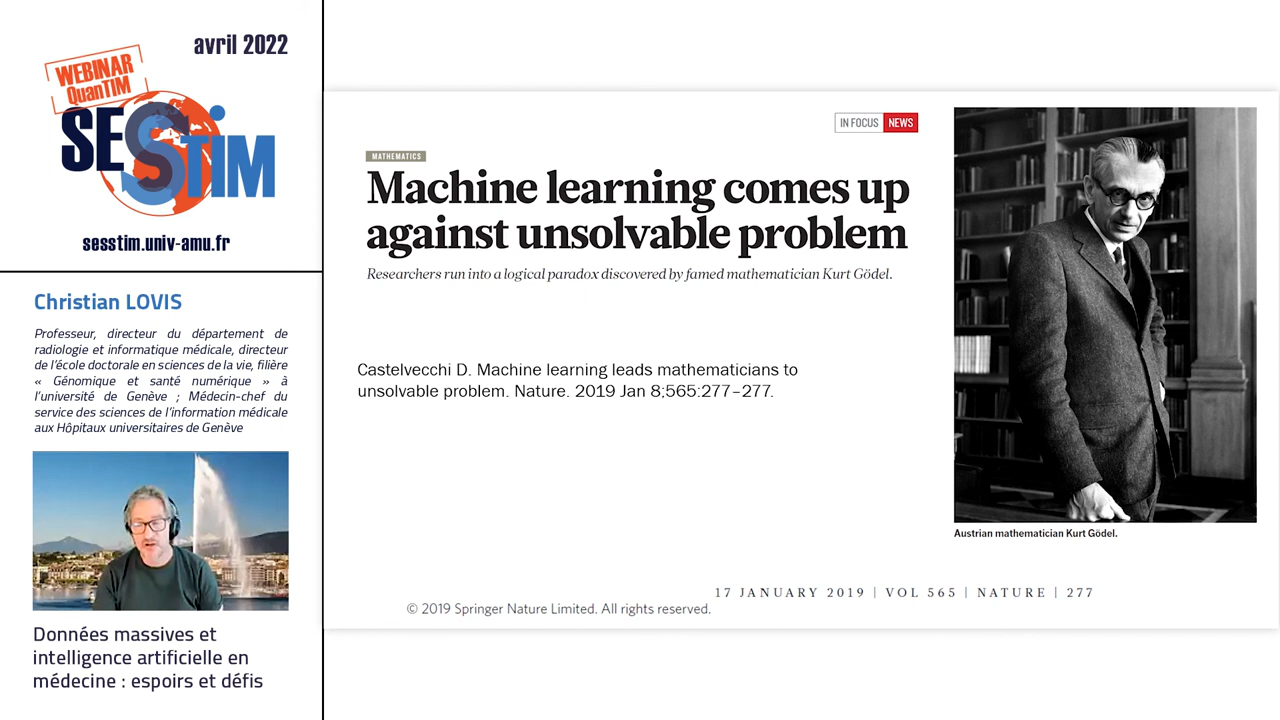 avril 2022
WEBINAR
QuanTIM
SESSTIM
sesstim.univ-amu.fr
Christian LOVIS
Professeur, directeur du département de
radiologie et informatique médicale, directeur
de l'école doctorale en sciences de la vie, filière
« Génomique et santé numérique » à
l'université de Genève ; Médecin-chef du
service des sciences de l'information médicale
aux Hôpitaux universitaires de Genève
Données massives et
intelligence artificielle en
médecine : espoirs et défis
IN FOCUS NEWS
MATHEMATICS
Machine learning comes up
against unsolvable problem
Researchers run into a logical paradox discovered by famed mathematician Kurt Gödel.
Castelvecchi D. Machine learning leads mathematicians to
unsolvable problem. Nature. 2019 Jan 8;565:277–277.
Austrian mathematician Kurt Gödel.
17 JANUARY 2019 | VOL 565 | NATURE | 277
© 2019 Springer Nature Limited. All rights reserved.